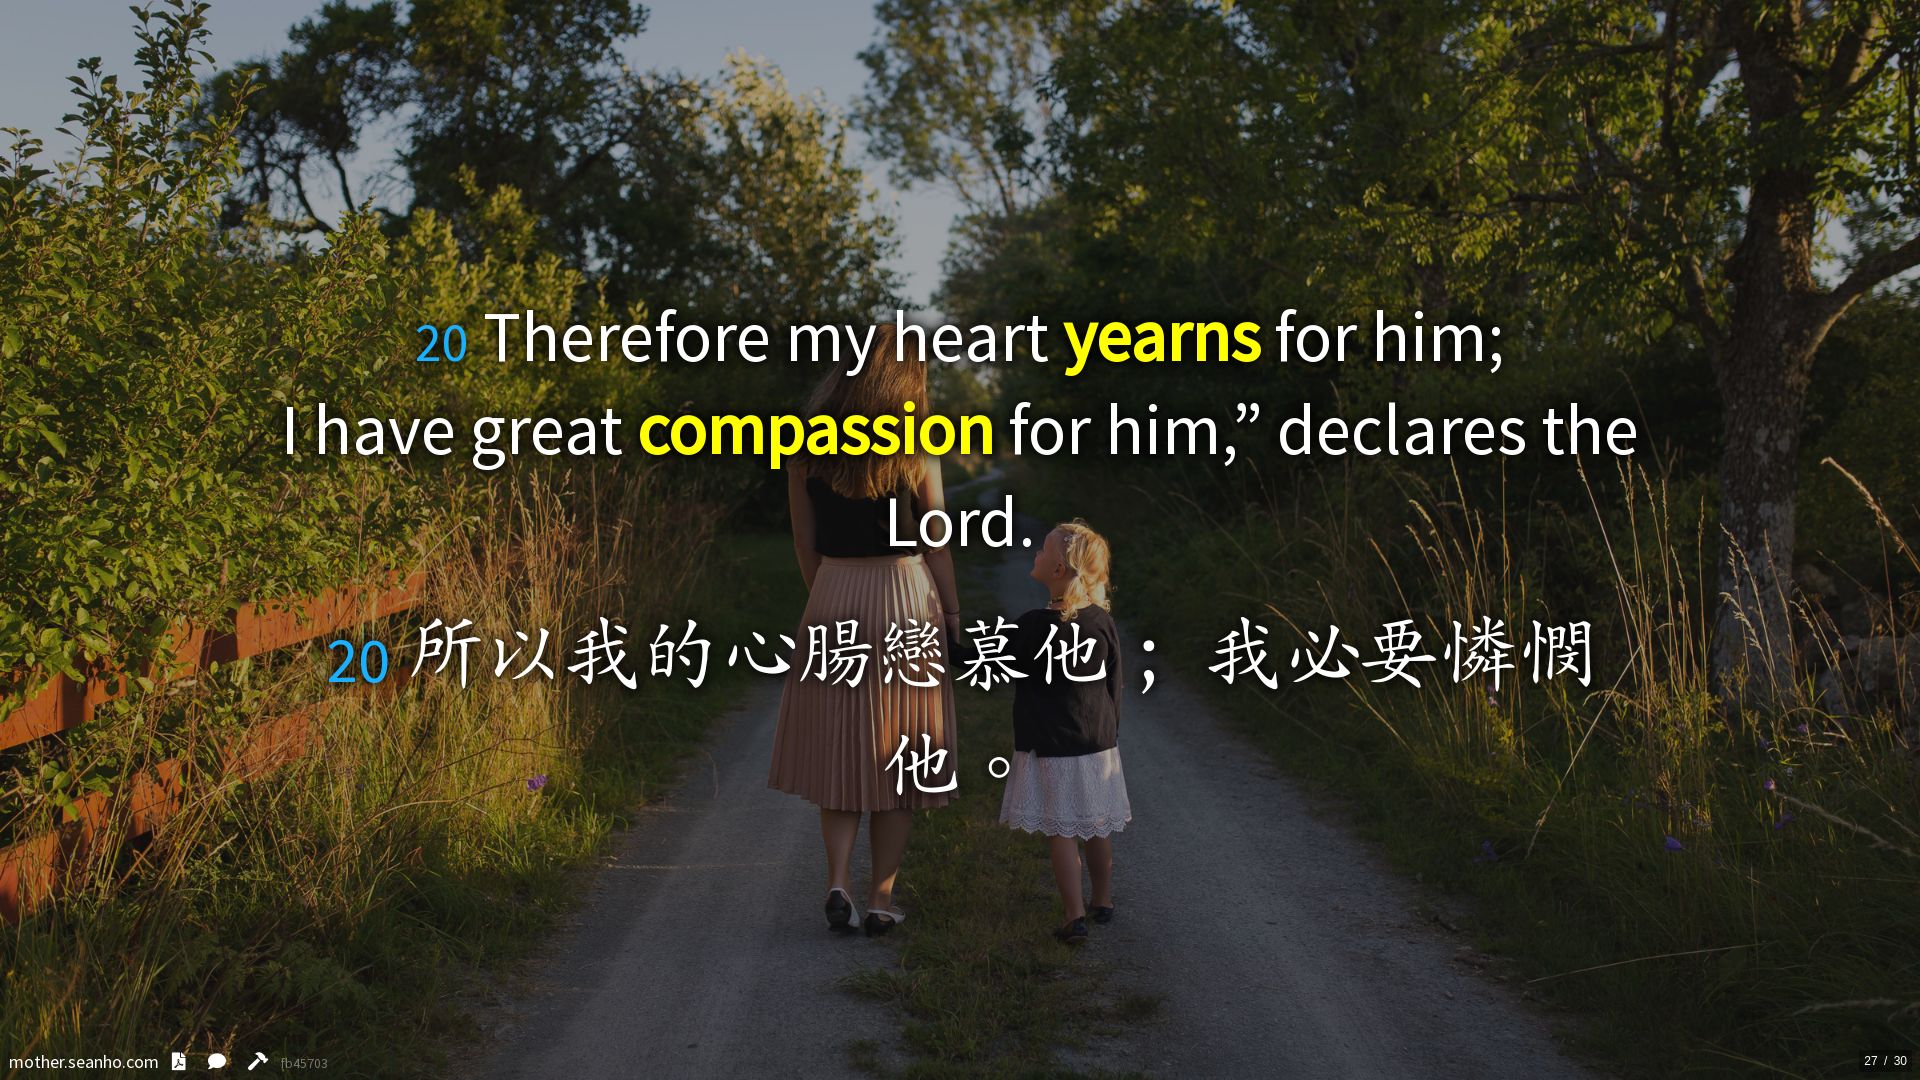 20 Therefore my heart yearns for him;
I have great compassion for him,” declares the
Lord.
20 所以我的心腸戀慕他； 我必要憐憫
他。
mother.seanho.com fb45703
27 / 30